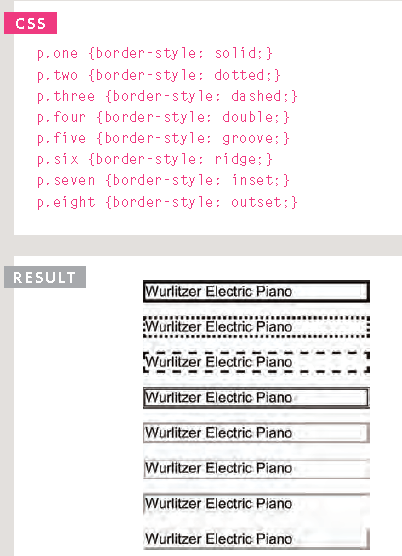 CSS
p.one {border-style: solid;}
p.two {border-style: dotted;}
p.three {border-style: dashed;}
p.four {border-style: double;}
p.five {border-style: groove;}
p.six {border-style: ridge;}
p.seven {border-style: inset;}
p.eight {border-style: outset;}
RESULT
Wurlitzer Electric Piano
Wurlitzer Electric Piano
Wurlitzer Electric Piano
Wurlitzer Electric Piano
Wurlitzer Electric Piano
Wurlitzer Electric Piano
Wurlitzer Electric Piano
Wurlitzer Electric Piano